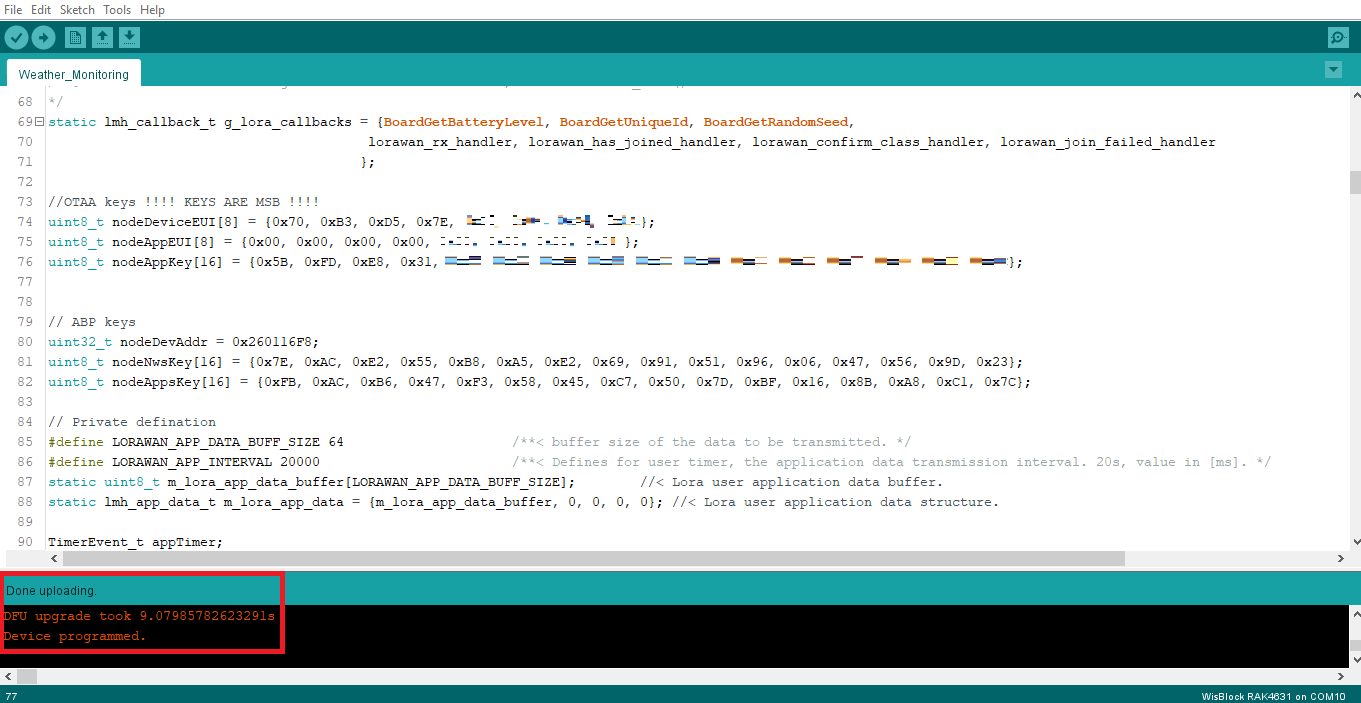 File Edit Sketch Tools Help
Weather_Monitoring
68 */
69 static lmh_callback_t g_lora_callbacks = {BoardGetBatteryLevel, BoardGetUniqueId, BoardGetRandomSeed,
70 lorawan_rx_handler, lorawan_has_joined_handler, lorawan_confirm_class_handler, lorawan_join_failed_handler
71 };
72
73 //OTAA keys !!!! KEYS ARE MSB !!!!
74 uint8_t nodeDeviceEUI[8] = {0x70, 0xB3, 0xD5, 0x7E, };
75 uint8_t nodeAppEUI[8] = {0x00, 0x00, 0x00, 0x00, };
76 uint8_t nodeAppKey[16] = {0x5B, 0xFD, 0xE8, 0x31, };
77
78
79 // ABP keys
80 uint32_t nodeDevAddr = 0x260116F8;
81 uint8_t nodeNwsKey[16] = {0x7E, 0xAC, 0xE2, 0x55, 0xB8, 0xA5, 0xE2, 0x69, 0x91, 0x51, 0x96, 0x06, 0x47, 0x56, 0x9D, 0x23};
82 uint8_t nodeAppsKey[16] = {0xFB, 0xAC, 0xB6, 0x47, 0xF3, 0x58, 0x45, 0xC7, 0x50, 0x7D, 0xBF, 0x16, 0x8B, 0xA8, 0xC1, 0x7C};
83
84 // Private defination
85 #define LORAWAN_APP_DATA_BUFF_SIZE 64 /**< buffer size of the data to be transmitted. */
86 #define LORAWAN_APP_INTERVAL 20000 /**< Defines for user timer, the application data transmission interval. 20s, value in [ms]. */
87 static uint8_t m_lora_app_data_buffer[LORAWAN_APP_DATA_BUFF_SIZE]; //< Lora user application data buffer.
88 static lmh_app_data_t m_lora_app_data = {m_lora_app_data_buffer, 0, 0, 0, 0}; //< Lora user application data structure.
89
90 TimerEvent_t appTimer;
Done uploading.
DFU upgrade took 9.07985782623291s
Device programmed.
77 WisBlock RAK4631 on COM10